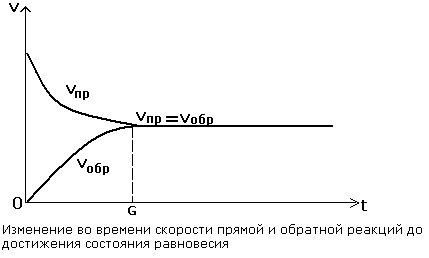 v
Vпр
Vпр=Vобр
Vобр
0
G
t
Изменение во времени скорости прямой и обратной реакций до
достижения состояния равновесия